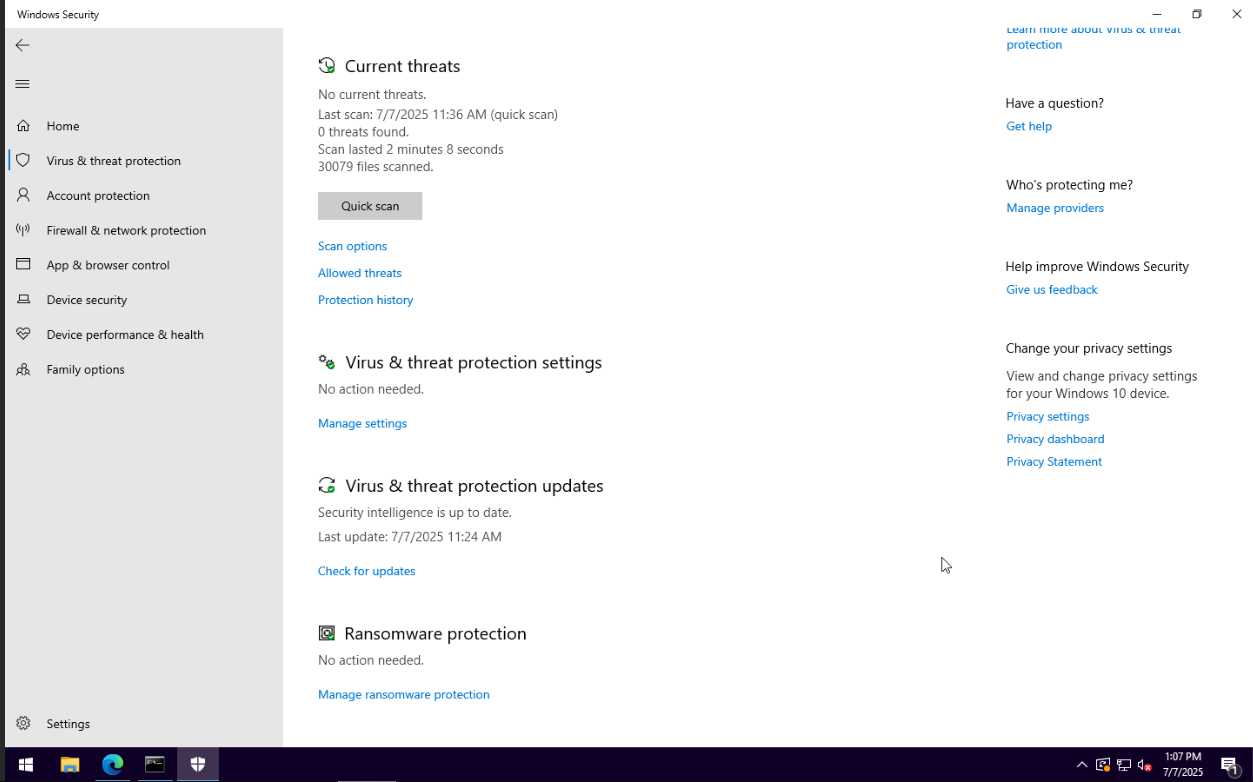 Windows Security
Home
Virus & threat protection
Account protection
Firewall & network protection
App & browser control
Device security
Device performance & health
Family options
Settings
Current threats
No current threats.
Last scan: 7/7/2025 11:36 AM (quick scan)
0 threats found.
Scan lasted 2 minutes 8 seconds
30079 files scanned.
Quick scan
Scan options
Allowed threats
Protection history
Virus & threat protection settings
No action needed.
Manage settings
Virus & threat protection updates
Security intelligence is up to date.
Last update: 7/7/2025 11:24 AM
Check for updates
Ransomware protection
No action needed.
Manage ransomware protection
Learn more about Virus & threat
protection
Have a question?
Get help
Who's protecting me?
Manage providers
Help improve Windows Security
Give us feedback
Change your privacy settings
View and change privacy settings
for your Windows 10 device.
Privacy settings
Privacy dashboard
Privacy Statement
1:07 PM
7/7/2025
1